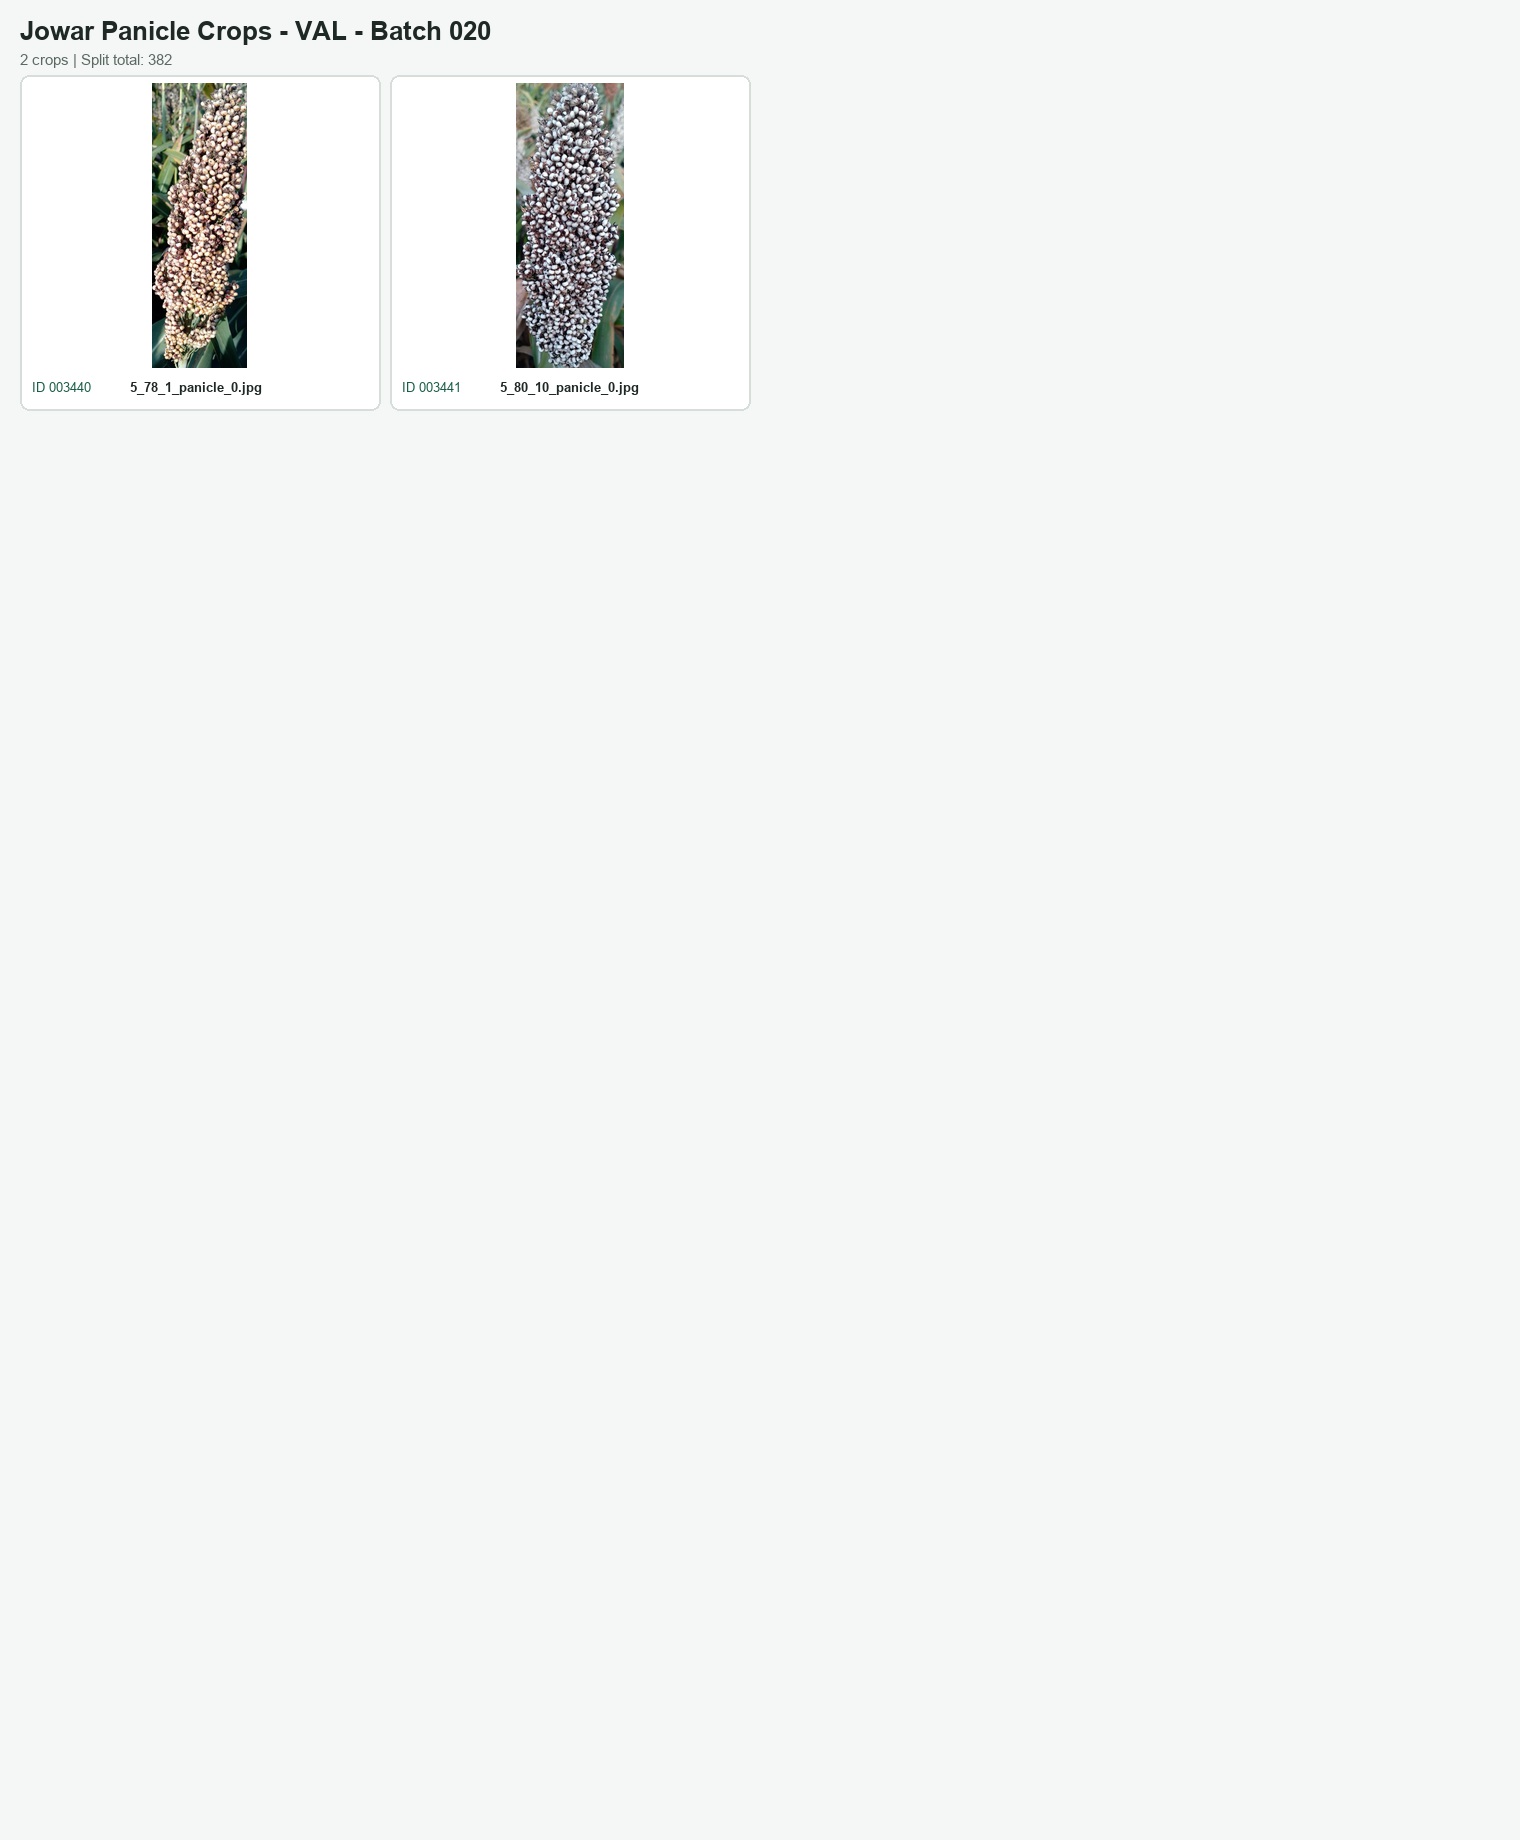 Jowar Panicle Crops - VAL - Batch 020
2 crops | Split total: 382
ID 003440 5_78_1_panicle_0.jpg
ID 003441 5_80_10_panicle_0.jpg